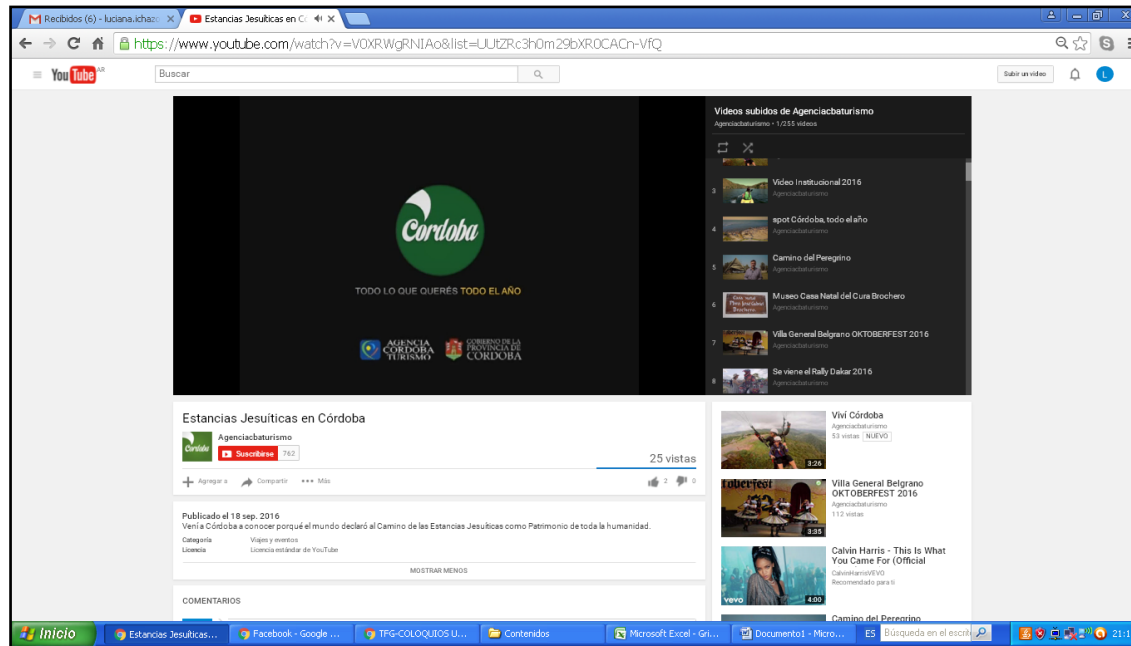 Recibidos (6) - luciana.ichazo
Estancias Jesuíticas en Có
https://www.youtube.com/watch?v=V0XRWgRNIAo&list=UUtZRc3h0m29bXR0CACn-VfQ
YouTube AR
Buscar
Subir un video
L
Cordoba
TODO LO QUE QUERÉS TODO EL AÑO
AGENCIA
CORDOBA
TURISMO
GOBIERNO DE LA
PROVINCIA DE
CORDOBA
Videos subidos de Agenciacbaturismo
Agenciacbaturismo - 1/255 videos
3
Video Institucional 2016
Agenciacbaturismo
4
spot Córdoba, todo el año
Agenciacbaturismo
5
Camino del Peregrino
Agenciacbaturismo
6
Museo Casa Natal del Cura Brochero
Agenciacbaturismo
7
Villa General Belgrano OKTOBERFEST 2016
Agenciacbaturismo
8
Se viene el Rally Dakar 2016
Agenciacbaturismo
Estancias Jesuíticas en Córdoba
Cordoba
Agenciacbaturismo
Suscribirse 762
25 vistas
Agregar a Compartir Más
2 0
Publicado el 18 sep. 2016
Vení a Córdoba a conocer porqué el mundo declaró al Camino de las Estancias Jesuíticas como Patrimonio de toda la humanidad.
Categoría Viajes y eventos
Licencia Licencia estándar de YouTube
MOSTRAR MENOS
COMENTARIOS
Viví Córdoba
Agenciacbaturismo
53 vistas NUEVO
3:26
Villa General Belgrano
OKTOBERFEST 2016
Agenciacbaturismo
112 vistas
3:35
Calvin Harris - This Is What
You Came For (Official
CalvinHarrisVEVO
Recomendado para ti
vevo
4:00
Camino del Peregrino
Inicio
Estancias Jesuíticas...
Facebook - Google ...
TFG-COLOQUIOS U...
Contenidos
Microsoft Excel - Gri...
Documento1 - Micro...
ES
Búsqueda en el escrit